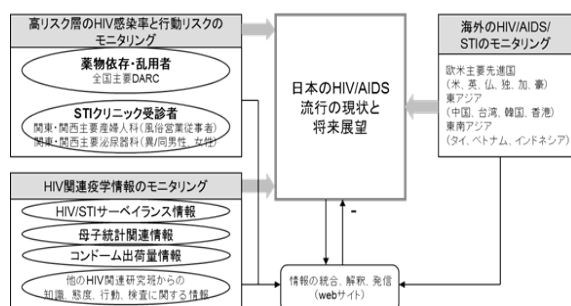 高リスク層のHIV感染率と行動リスクの
モニタリング
薬物依存・乱用者
全国主要DARC
STIクリニック受診者
関東・関西主要産婦人科(風俗営業従事者)
関東・関西主要泌尿器科(異/同男性、女性)
HIV関連疫学情報のモニタリング
HIV/STIサーベイランス情報
母子統計関連情報
コンドーム出荷量情報
他のHIV関連研究班からの
知識、態度、行動、検査に関する情報
日本のHIV/AIDS
流行の現状と
将来展望
情報の統合、解釈、発信
(webサイト)
海外のHIV/AIDS/
STIのモニタリング
欧米主要先進国
(米、英、仏、独、加、豪)
東アジア
(中国、台湾、韓国、香港)
東南アジア
(タイ、ベトナム、インドネシア)